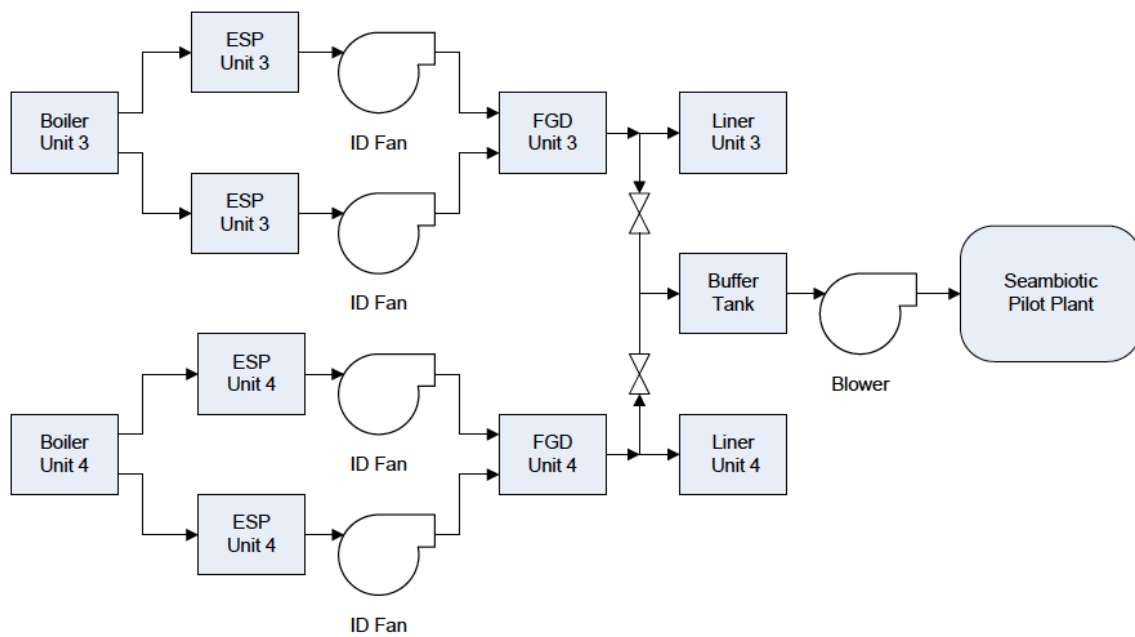 ESP
Unit 3
ID Fan
Boiler
Unit 3
FGD
Unit 3
Liner
Unit 3
ESP
Unit 3
ID Fan
Buffer
Tank
Blower
Seambiotic
Pilot Plant
ESP
Unit 4
ID Fan
Boiler
Unit 4
FGD
Unit 4
Liner
Unit 4
ESP
Unit 4
ID Fan